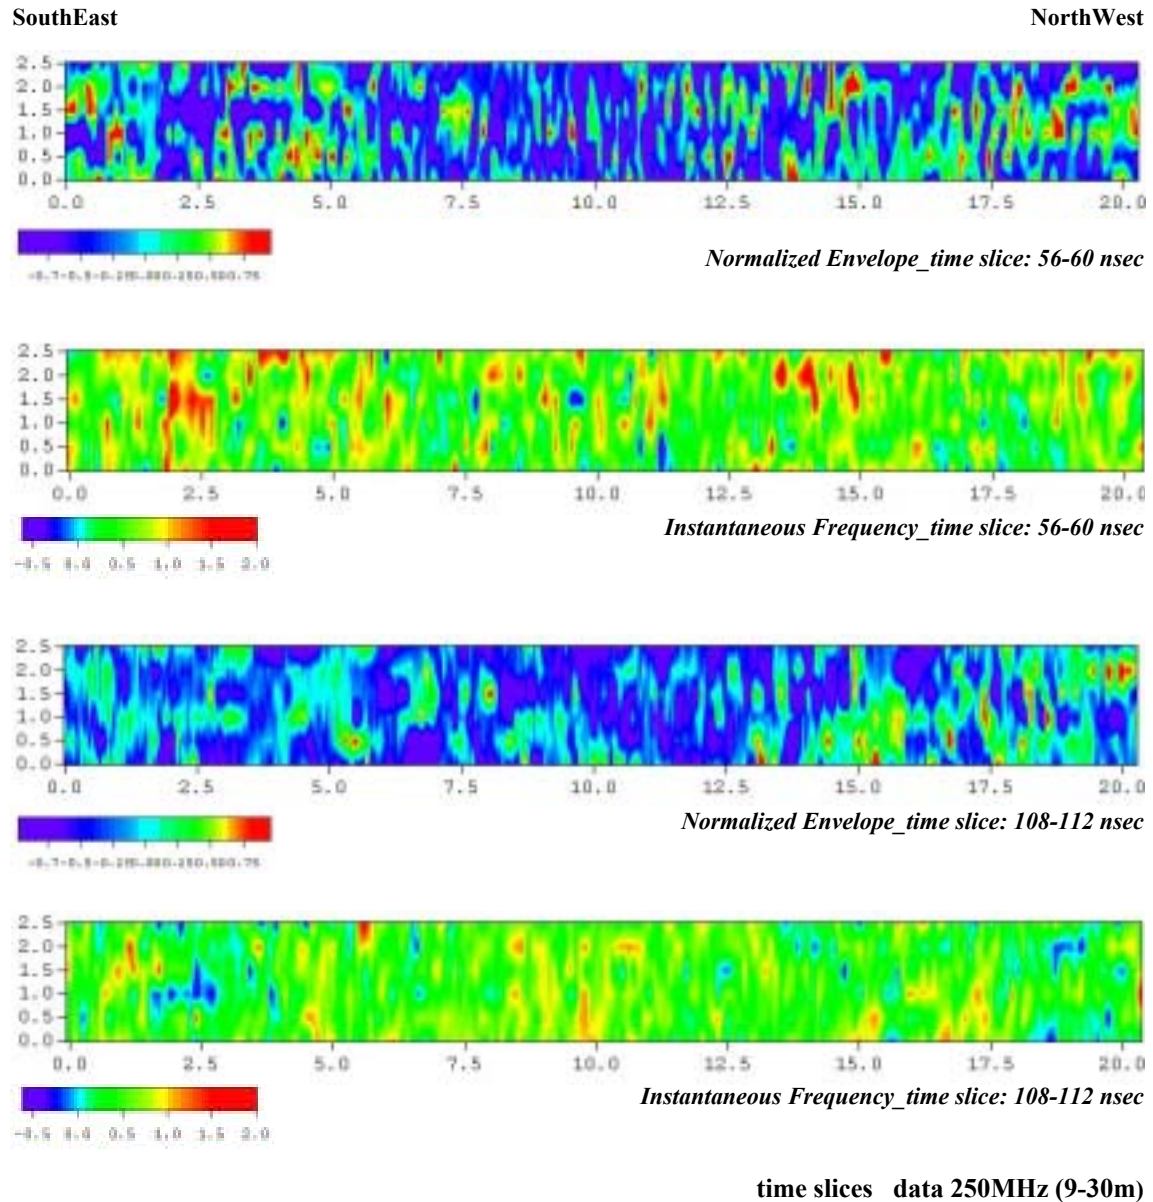 SouthEast NorthWest
2.5
2.0
1.5
1.0
0.5
0.0
0.0 2.5 5.0 7.5 10.0 12.5 15.0 17.5 20.0
Normalized Envelope_time slice: 56-60 nsec
2.5
2.0
1.5
1.0
0.5
0.0
0.0 2.5 5.0 7.5 10.0 12.5 15.0 17.5 20.0
Instantaneous Frequency_time slice: 56-60 nsec
-0.5 0.0 0.5 1.0 1.5 2.0
2.5
2.0
1.5
1.0
0.5
0.0
0.0 2.5 5.0 7.5 10.0 12.5 15.0 17.5 20.0
Normalized Envelope_time slice: 108-112 nsec
2.5
2.0
1.5
1.0
0.5
0.0
0.0 2.5 5.0 7.5 10.0 12.5 15.0 17.5 20.0
Instantaneous Frequency_time slice: 108-112 nsec
-0.5 0.0 0.5 1.0 1.5 2.0
time slices data 250MHz (9-30m)